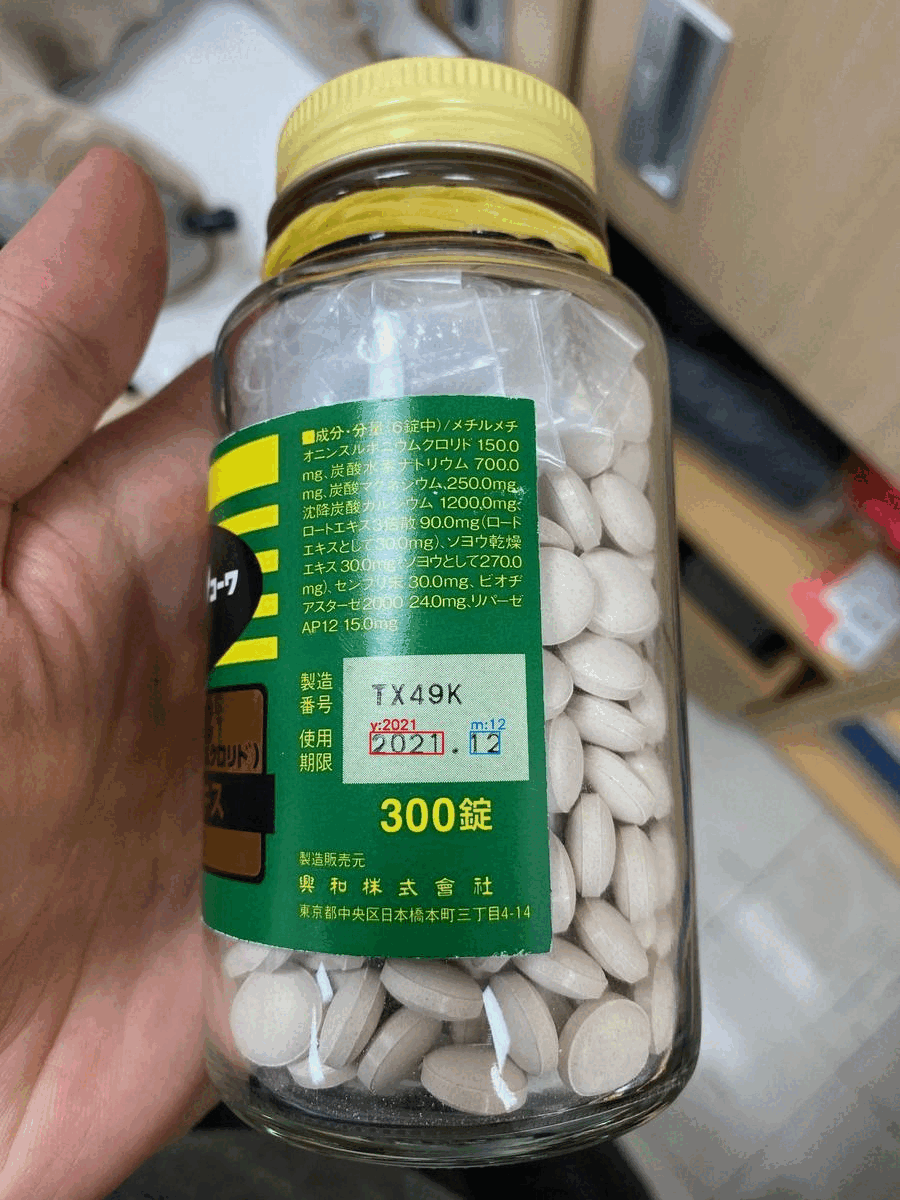 ■成分・分量(6錠中)/メチルメチ
オニンスルホニウムクロリド 150.0
mg、炭酸水素ナトリウム 700.0
mg、炭酸マグネシウム 250.0mg、
沈降炭酸カルシウム 1200.0mg、
ロートエキス3倍散 90.0mg(ロート
エキスとして30.0mg)、ソヨウ乾燥
エキス 30.0mg(ソヨウとして270.0
mg)、センブリ末 30.0mg、ビオヂ
アスターゼ2000 24.0mg、リパーゼ
AP12 15.0mg
コーワ
クロリド)
キス
製造
番号
TX49K
y:2021
m:12
使用
期限
2021.12
300錠
製造販売元
興和株式會社
東京都中央区日本橋本町三丁目4-14